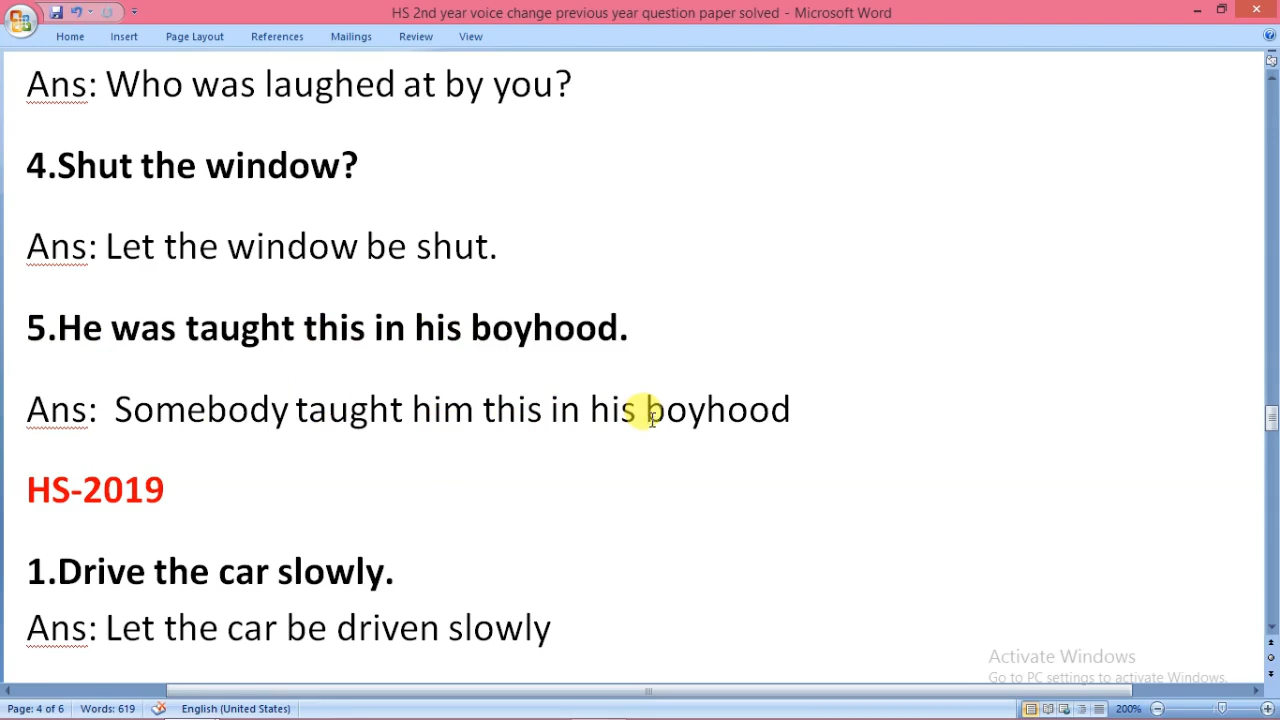 HS 2nd year voice change previous year question paper solved - Microsoft Word
Home Insert Page Layout References Mailings Review View
Ans: Who was laughed at by you?
4.Shut the window?
Ans: Let the window be shut.
5.He was taught this in his boyhood.
Ans:  Somebody taught him this in his boyhood
HS-2019
1.Drive the car slowly.
Ans: Let the car be driven slowly
Activate Windows
Go to PC settings to activate Windows.
Page: 4 of 6 Words: 619 English (United States) 200%